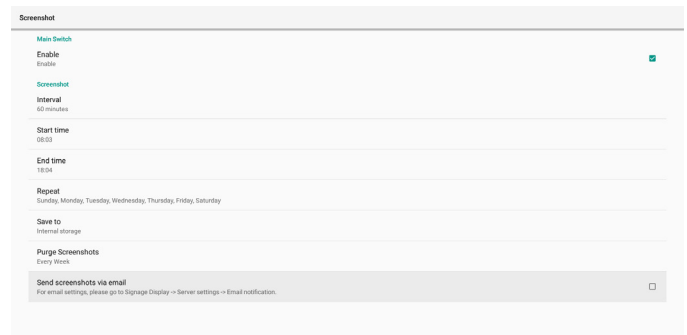 Screenshot
Main Switch
Enable
Enable
Screenshot
Interval
60 minutes
Start time
08:03
End time
18:04
Repeat
Sunday, Monday, Tuesday, Wednesday, Thursday, Friday, Saturday
Save to
Internal storage
Purge Screenshots
Every Week
Send screenshots via email
For email settings, please go to Signage Display -> Server settings -> Email notification.